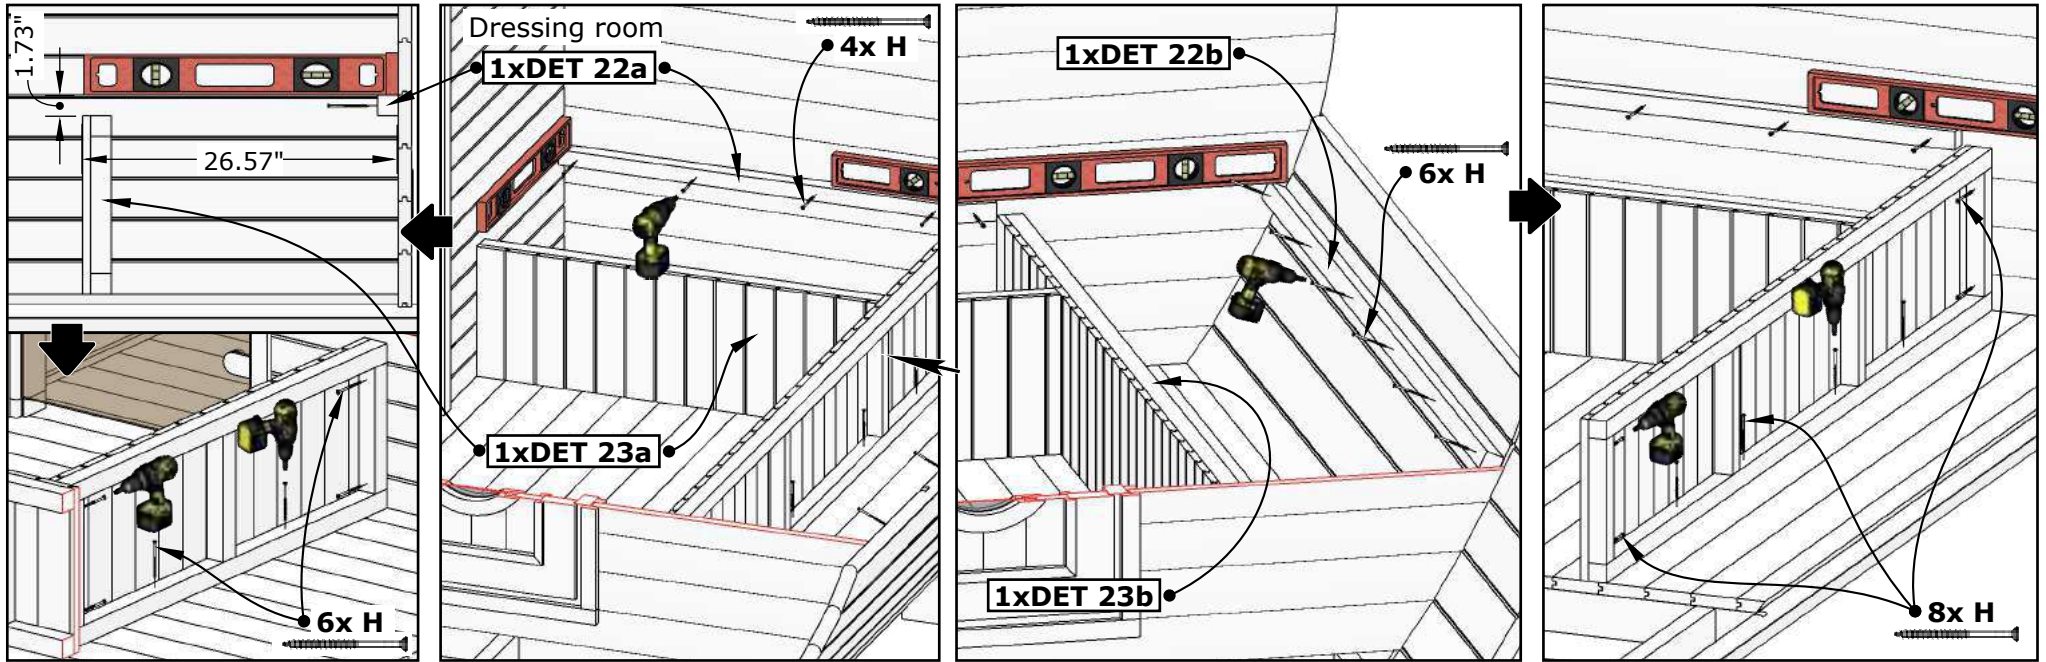 1.73"
26.57"
6x H
Dressing room
1xDET 22a
4x H
1xDET 23a
1xDET 22b
6x H
1xDET 23b
8x H